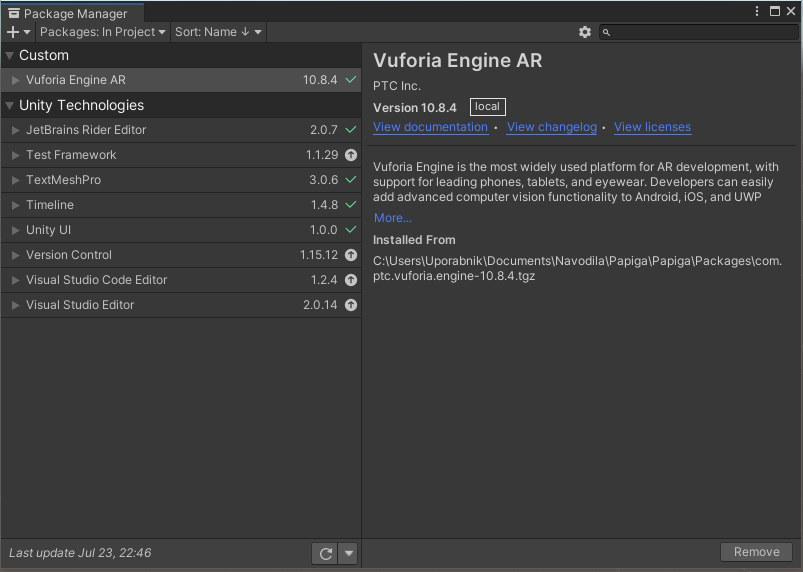 Package Manager
Packages: In Project
Sort: Name ↓
Custom
Vuforia Engine AR 10.8.4
Unity Technologies
JetBrains Rider Editor 2.0.7
Test Framework 1.1.29
TextMeshPro 3.0.6
Timeline 1.4.8
Unity UI 1.0.0
Version Control 1.15.12
Visual Studio Code Editor 1.2.4
Visual Studio Editor 2.0.14
Last update Jul 23, 22:46
Vuforia Engine AR
PTC Inc.
Version 10.8.4 local
View documentation • View changelog • View licenses
Vuforia Engine is the most widely used platform for AR development, with
support for leading phones, tablets, and eyewear. Developers can easily
add advanced computer vision functionality to Android, iOS, and UWP
More...
Installed From
C:\Users\Uporabnik\Documents\Navodila\Papiga\Papiga\Packages\com.
ptc.vuforia.engine-10.8.4.tgz
Remove